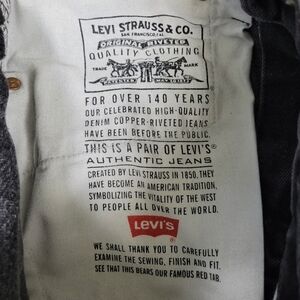 LEVI STRAUSS & CO.
SAN FRANCISCO, CAL.
ORIGINAL RIVETED
QUALITY CLOTHING
TRADE MARK
PATENTED MAY 20 1873
FOR OVER 140 YEARS
OUR CELEBRATED HIGH-QUALITY
DENIM COPPER-RIVETED JEANS
HAVE BEEN BEFORE THE PUBLIC.
THIS IS A PAIR OF LEVI'S®
AUTHENTIC JEANS
CREATED BY LEVI STRAUSS IN 1850, THEY
HAVE BECOME AN AMERICAN TRADITION,
SYMBOLIZING THE VITALITY OF THE WEST
TO PEOPLE ALL OVER THE WORLD.
Levi's
®
WE SHALL THANK YOU TO CAREFULLY
EXAMINE THE SEWING, FINISH AND FIT.
SEE THAT THIS BEARS OUR FAMOUS RED TAB.